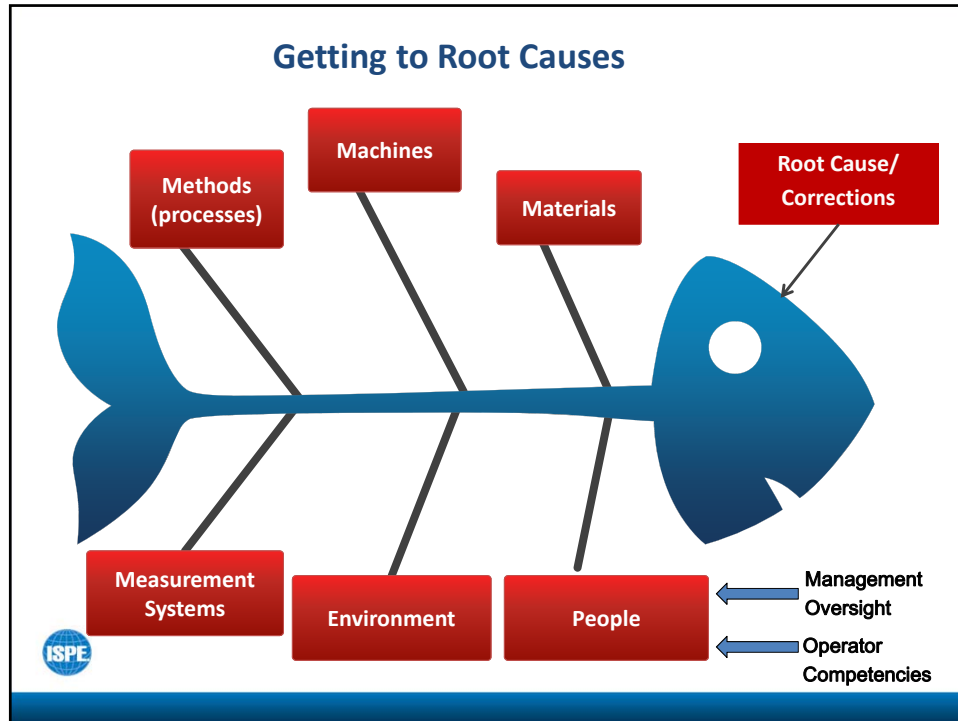 Getting to Root Causes
Machines
Methods
(processes)
Materials
Root Cause/
Corrections
Measurement
Systems
Environment
People
Management
Oversight
Operator
Competencies
ISPE